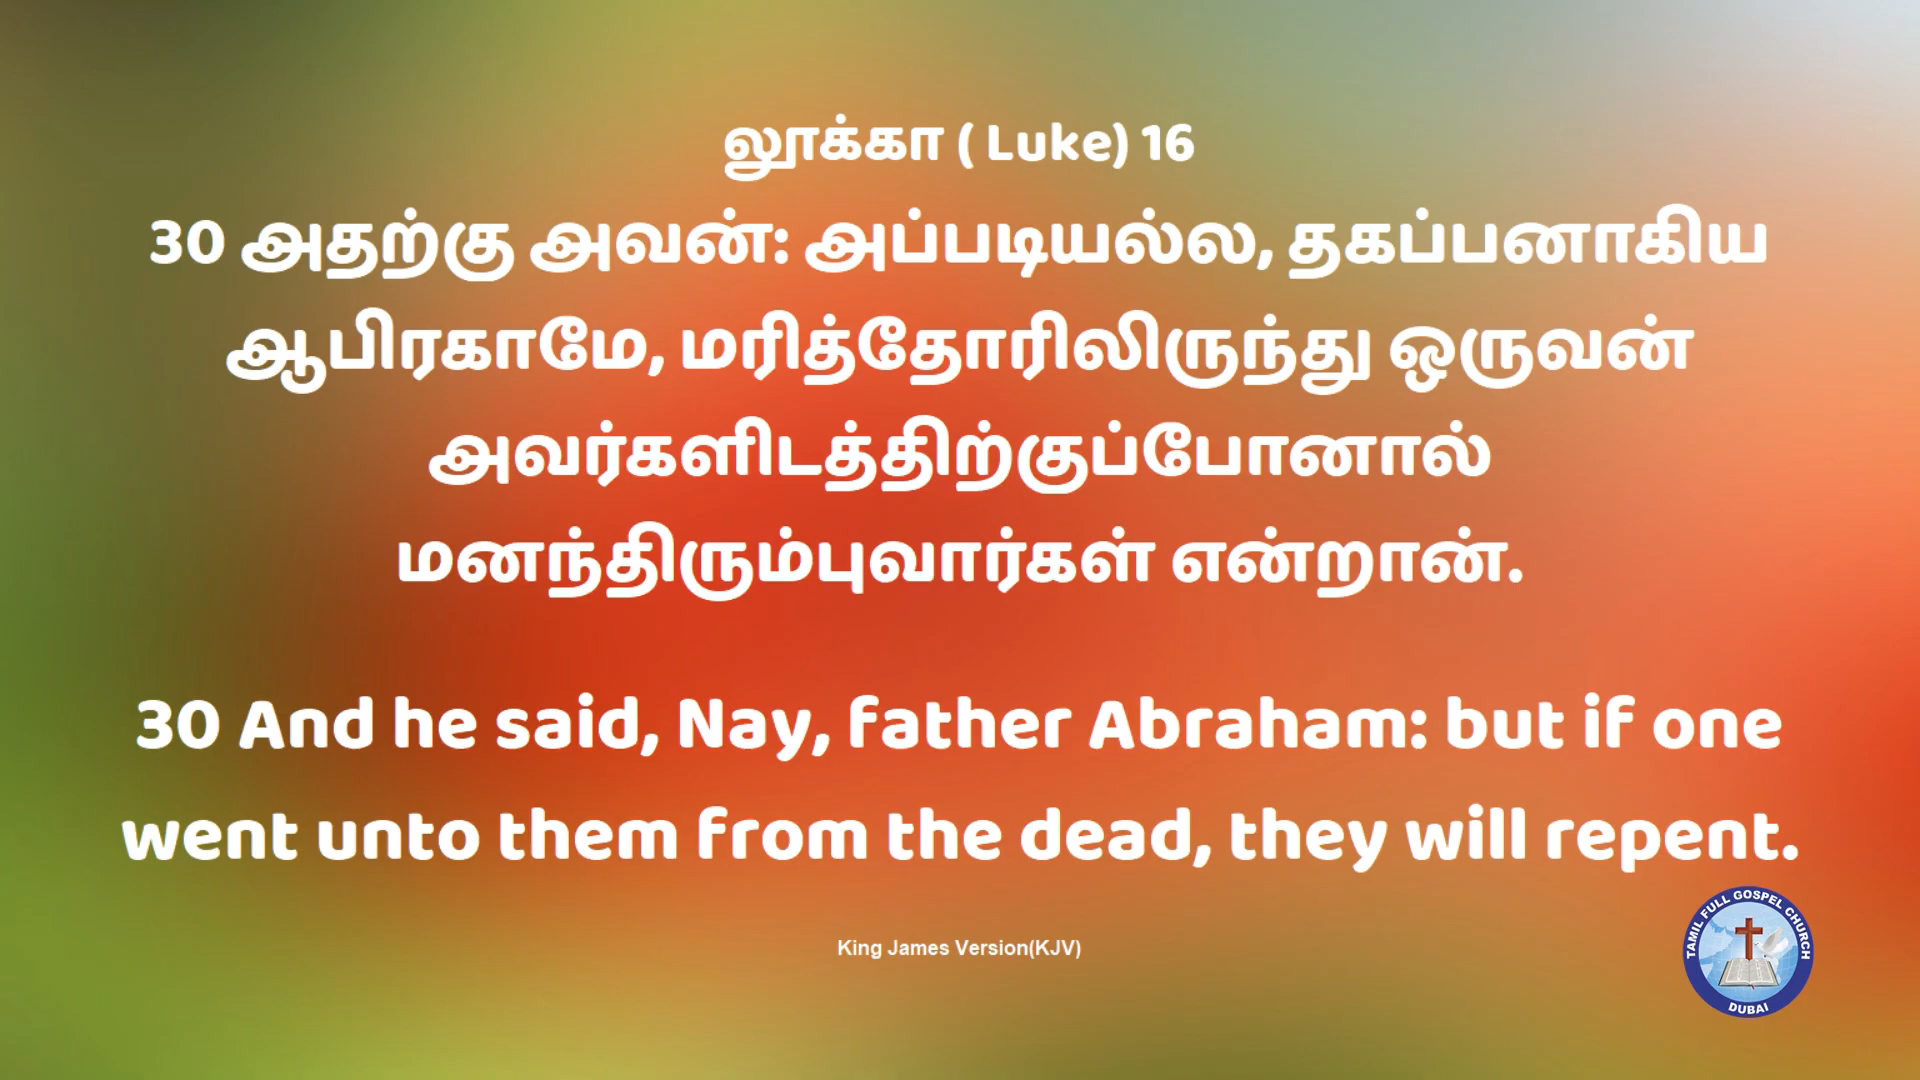 லூக்கா ( Luke) 16
30 அதற்கு அவன்: அப்படியல்ல, தகப்பனாகிய
ஆபிரகாமே, மரித்தோரிலிருந்து ஒருவன்
அவர்களிடத்திற்குப்போனால்
மனந்திரும்புவார்கள் என்றான்.
30 And he said, Nay, father Abraham: but if one
went unto them from the dead, they will repent.
King James Version(KJV)
TAMIL FULL GOSPEL CHURCH
DUBAI